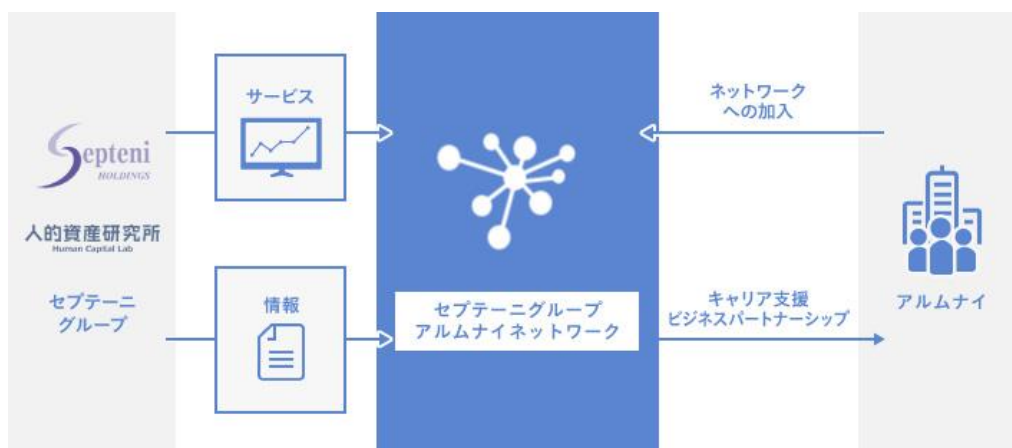 Septeni
HOLDINGS
人的資産研究所
Human Capital Lab
セプテーニ
グループ
サービス
情報
セプテーニグループ
アルムナイネットワーク
ネットワーク
への加入
キャリア支援
ビジネスパートナーシップ
アルムナイ